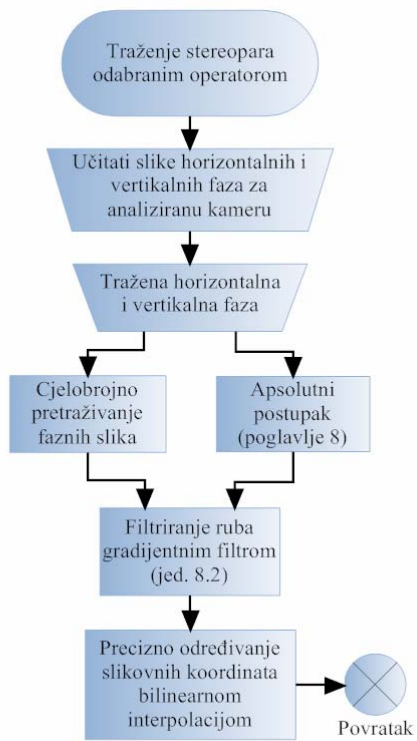 Traženje stereopara
odabranim operatorom
Učitati slike horizontalnih i
vertikalnih faza za
analiziranu kameru
Tražena horizontalna
i vertikalna faza
Cjelobrojno
pretraživanje
faznih slika
Apsolutni
postupak
(poglavlje 8)
Filtriranje ruba
gradijentnim filtrom
(jed. 8.2)
Precizno određivanje
slikovnih koordinata
bilinearnom
interpolacijom
Povratak